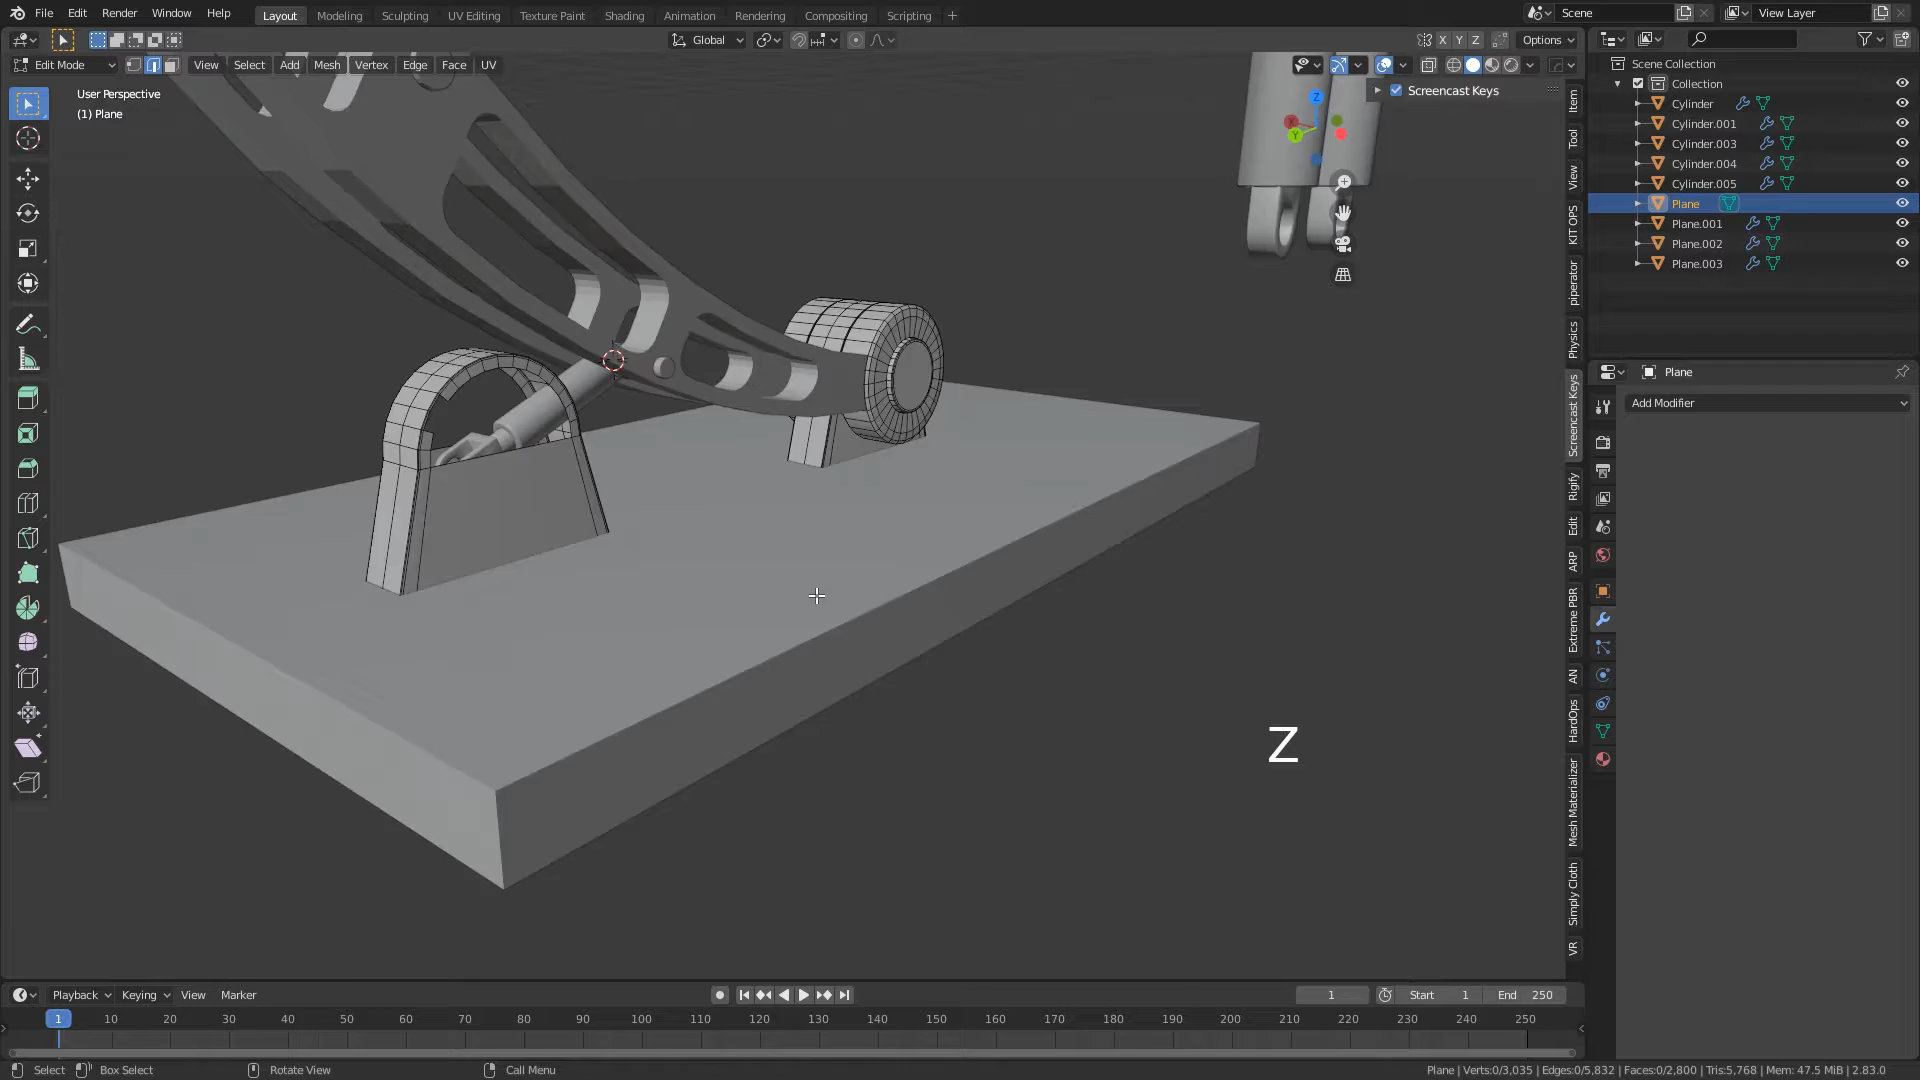 File Edit Render Window Help Layout Modeling Sculpting UV Editing Texture Paint Shading Animation Rendering Compositing Scripting + Scene View Layer
Global X Y Z Options
Edit Mode View Select Add Mesh Vertex Edge Face UV
User Perspective
(1) Plane
Screencast Keys
Z
X
Y
Item
Tool
View
KIT OPS
piperator
Physics
Screencast Keys
Rigify
Edit
ARP
Extreme PBR
AN
HardOps
Mesh Materializer
Simply Cloth
VR
Scene Collection
Collection
Cylinder
Cylinder.001
Cylinder.003
Cylinder.004
Cylinder.005
Plane
Plane.001
Plane.002
Plane.003
Plane
Add Modifier
Z
Playback Keying View Marker 1 Start 1 End 250
1 10 20 30 40 50 60 70 80 90 100 110 120 130 140 150 160 170 180 190 200 210 220 230 240 250
Select Box Select Rotate View Call Menu Plane | Verts:0/3,035 | Edges:0/5,832 | Faces:0/2,800 | Tris:5,768 | Mem: 47.5 MiB | 2.83.0